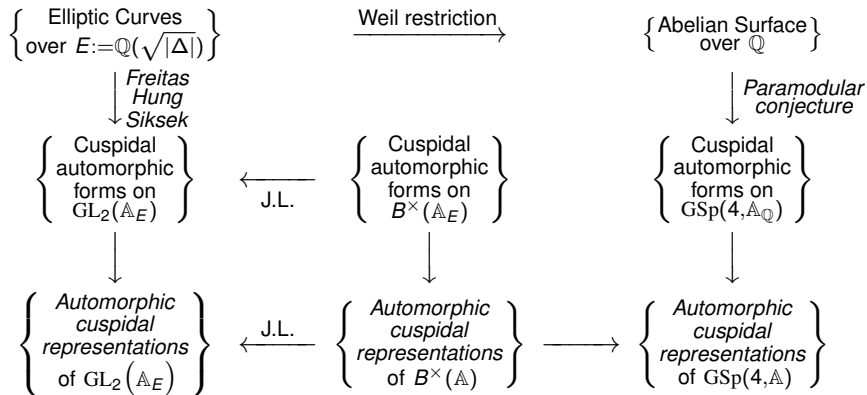 Elliptic Curves
over E:=ℚ(√|Δ|)
Weil restriction
Abelian Surface
over ℚ
Freitas
Hung
Siksek
Paramodular
conjecture
Cuspidal
automorphic
forms on
GL₂(𝔸_E)
J.L.
Cuspidal
automorphic
forms on
B^×(𝔸_E)
Cuspidal
automorphic
forms on
GSp(4,𝔸_ℚ)
Automorphic
cuspidal
representations
of GL₂(𝔸_E)
J.L.
Automorphic
cuspidal
representations
of B^×(𝔸)
Automorphic
cuspidal
representations
of GSp(4,𝔸)